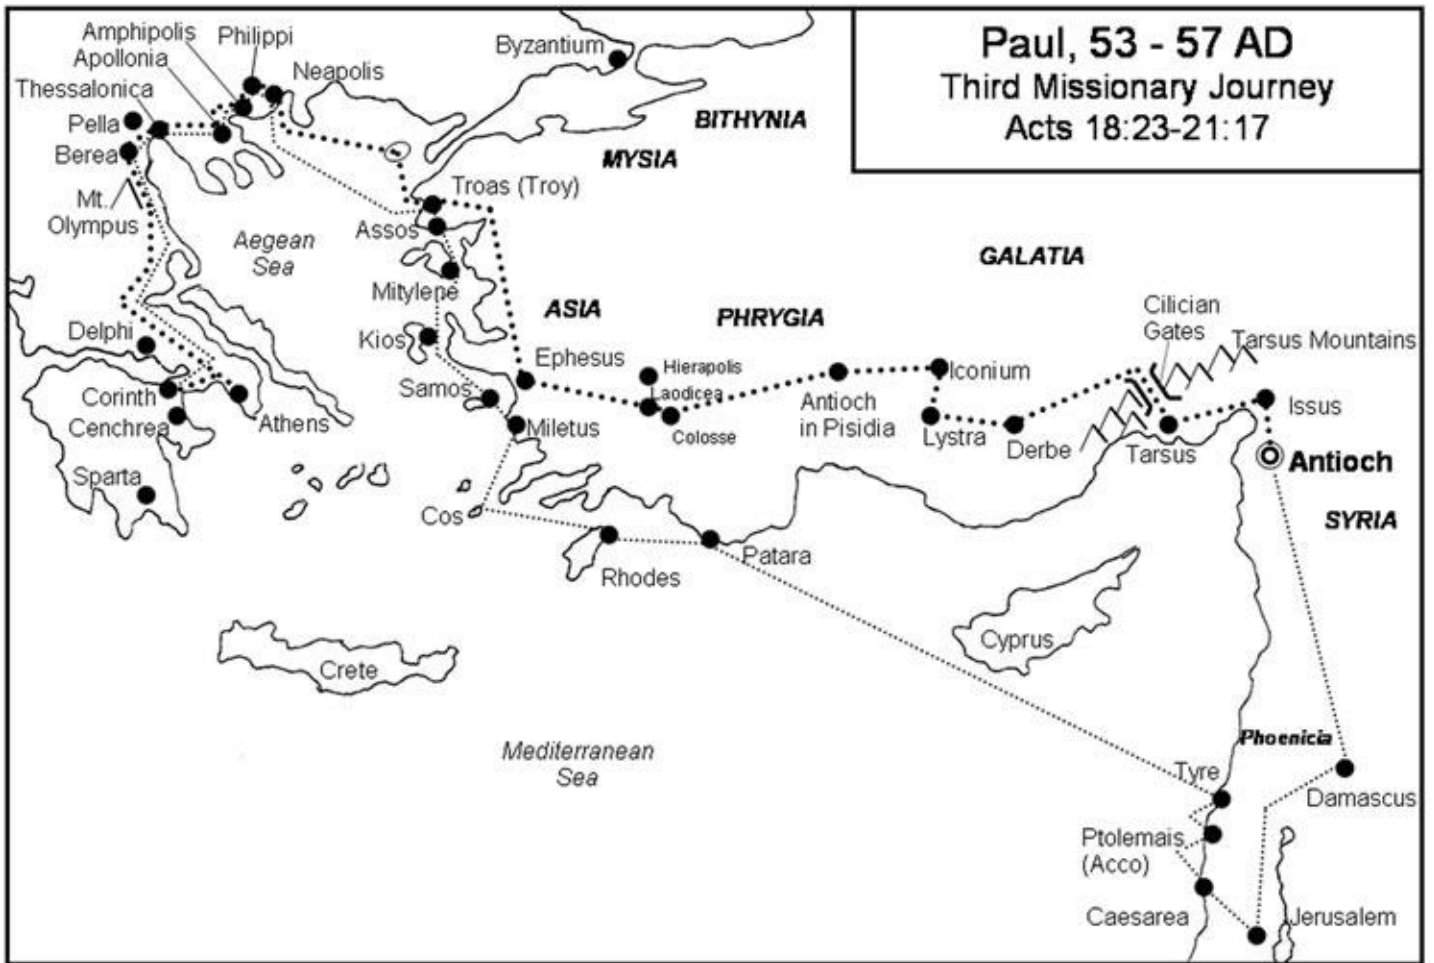 Paul, 53 - 57 AD
Third Missionary Journey
Acts 18:23-21:17
Amphipolis
Philippi
Apollonia
Neapolis
Thessalonica
Pella
Berea
Mt.
Olympus
Byzantium
BITHYNIA
MYSIA
Troas (Troy)
Assos
Aegean
Sea
Mitylene
GALATIA
ASIA
PHRYGIA
Cilician
Gates
Tarsus Mountains
Delphi
Kios
Ephesus
Hierapolis
Laodicea
Colosse
Iconium
Samos
Corinth
Cenchrea
Athens
Miletus
Antioch
in Pisidia
Lystra
Derbe
Tarsus
Issus
Antioch
Sparta
Cos
SYRIA
Rhodes
Patara
Cyprus
Crete
Mediterranean
Sea
Phoenicia
Tyre
Damascus
Ptolemais
(Acco)
Caesarea
Jerusalem